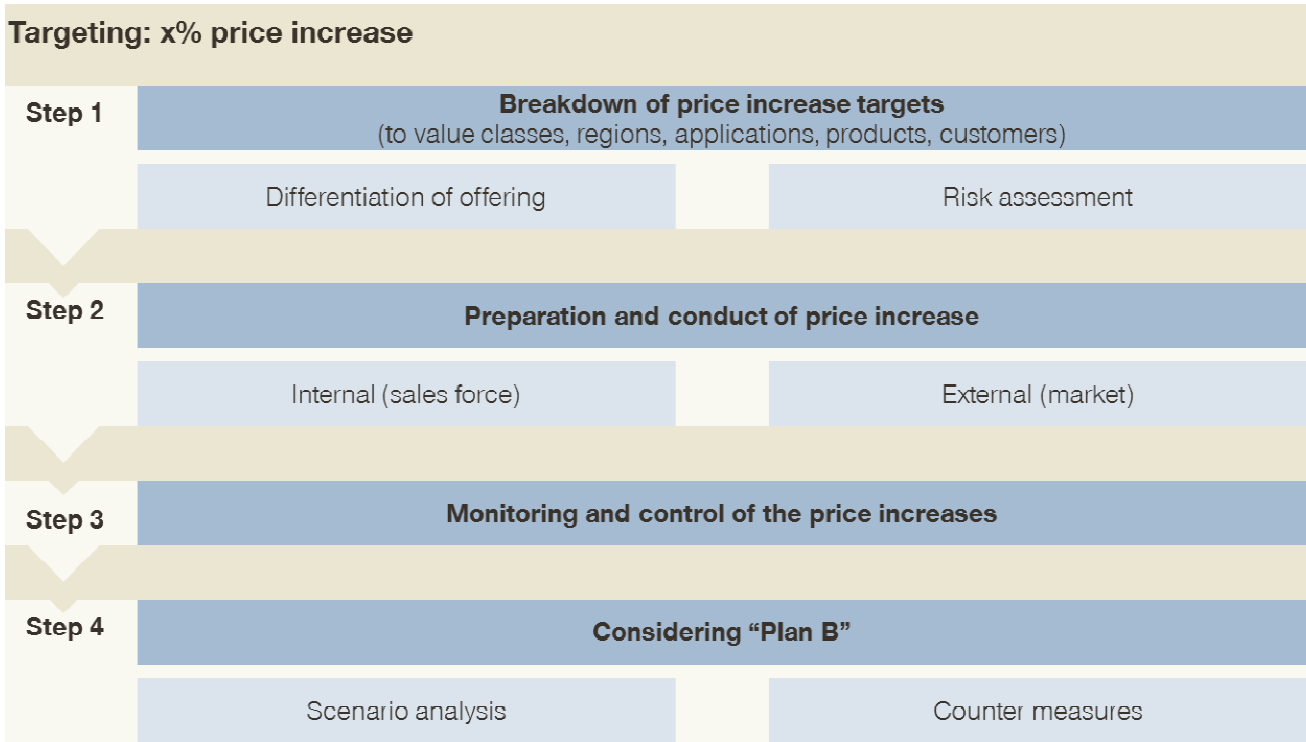 Targeting: x% price increase
Step 1
Breakdown of price increase targets
(to value classes, regions, applications, products, customers)
Differentiation of offering
Risk assessment
Step 2
Preparation and conduct of price increase
Internal (sales force)
External (market)
Step 3
Monitoring and control of the price increases
Step 4
Considering “Plan B”
Scenario analysis
Counter measures